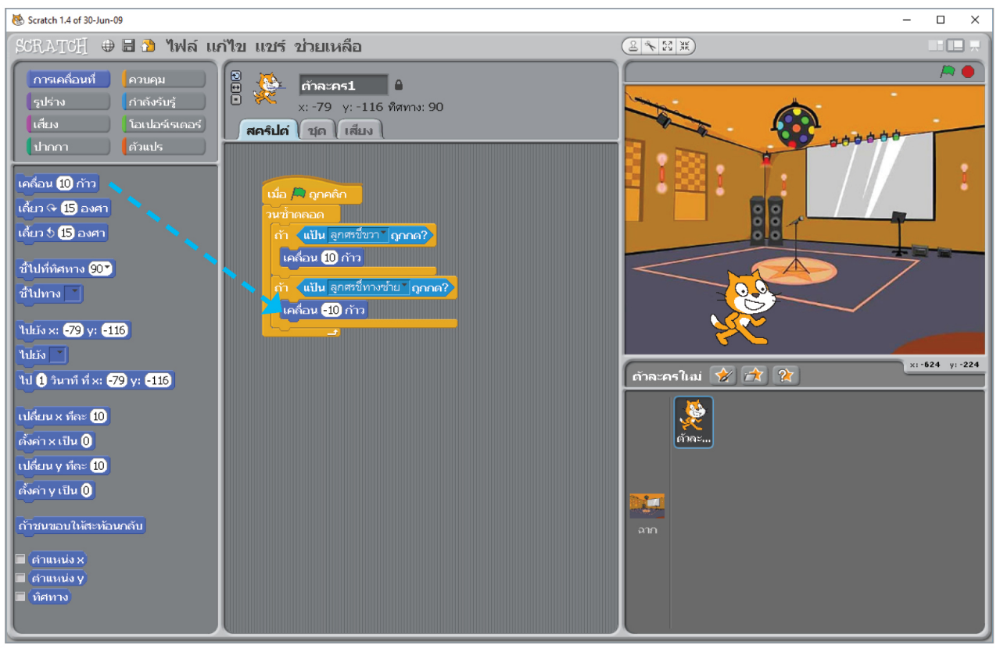 Scratch 1.4 of 30-Jun-09
SCRATCH ไฟล์ แก้ไข แชร์ ช่วยเหลือ
การเคลื่อนที่ ควบคุม
รูปร่าง กำลังรับรู้
เสียง โอเปอร์เรเตอร์
ปากกา ตัวแปร
เคลื่อน 10 ก้าว
เลี้ยว 15 องศา
เลี้ยว 15 องศา
ชี้ไปที่ทิศทาง 90
ชี้ไปทาง
ไปยัง x: -79 y: -116
ไปยัง
ไป 1 วินาที ที่ x: -79 y: -116
เปลี่ยน x ทีละ 10
ตั้งค่า x เป็น 0
เปลี่ยน y ทีละ 10
ตั้งค่า y เป็น 0
ถ้าชนขอบให้สะท้อนกลับ
ตำแหน่ง x
ตำแหน่ง y
ทิศทาง
ตัวละคร1
x: -79 y: -116 ทิศทาง: 90
สคริปต์ ชุด เสียง
เมื่อ ถูกคลิก
วนซ้ำตลอด
ถ้า แป้น ลูกศรชี้ขวา ถูกกด?
เคลื่อน 10 ก้าว
ถ้า แป้น ลูกศรชี้ทางซ้าย ถูกกด?
เคลื่อน -10 ก้าว
x: -624 y: -224
ตัวละครใหม่
ตัวละ...
ฉาก